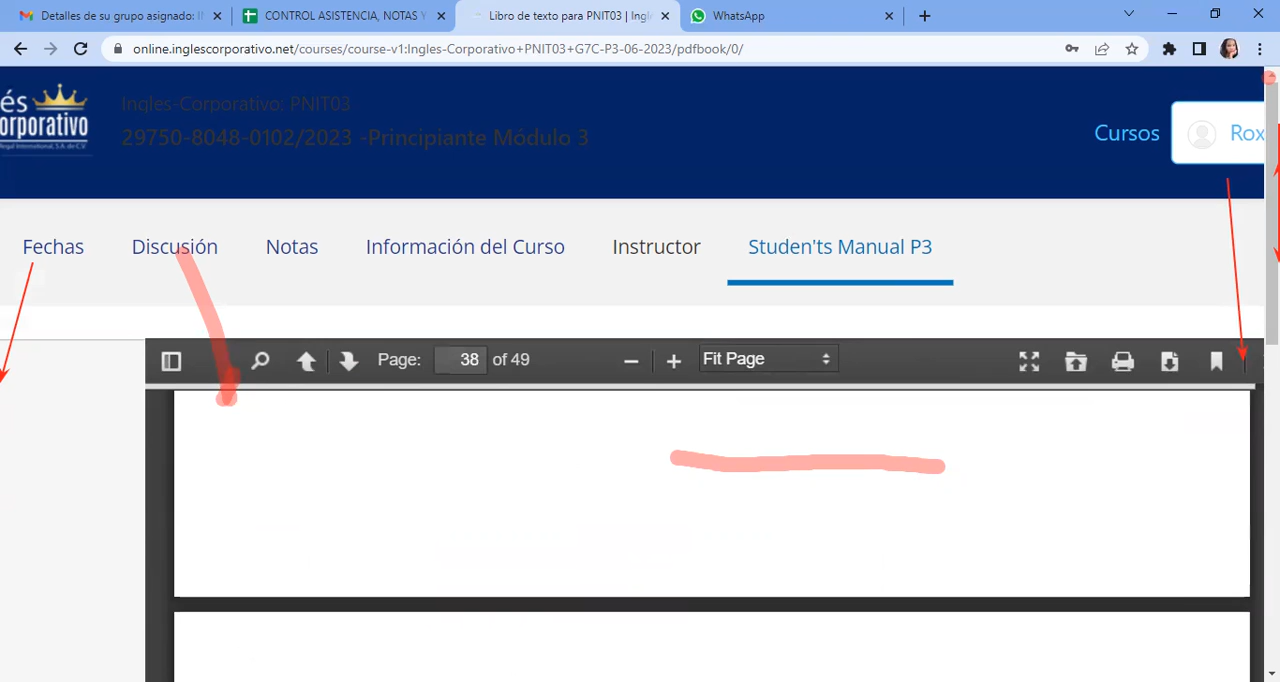 Detalles de su grupo asignado: II
CONTROL ASISTENCIA, NOTAS Y
Libro de texto para PNIT03 | Ingle
WhatsApp
online.inglescorporativo.net/courses/course-v1:Ingles-Corporativo+PNIT03+G7C-P3-06-2023/pdfbook/0/
és
orporativo
Ingles-Corporativo: PNIT03
29750-8048-0102/2023 -Principiante Módulo 3
Cursos
Rox
Fechas
Discusión
Notas
Información del Curso
Instructor
Studen'ts Manual P3
Page: 38 of 49
Fit Page